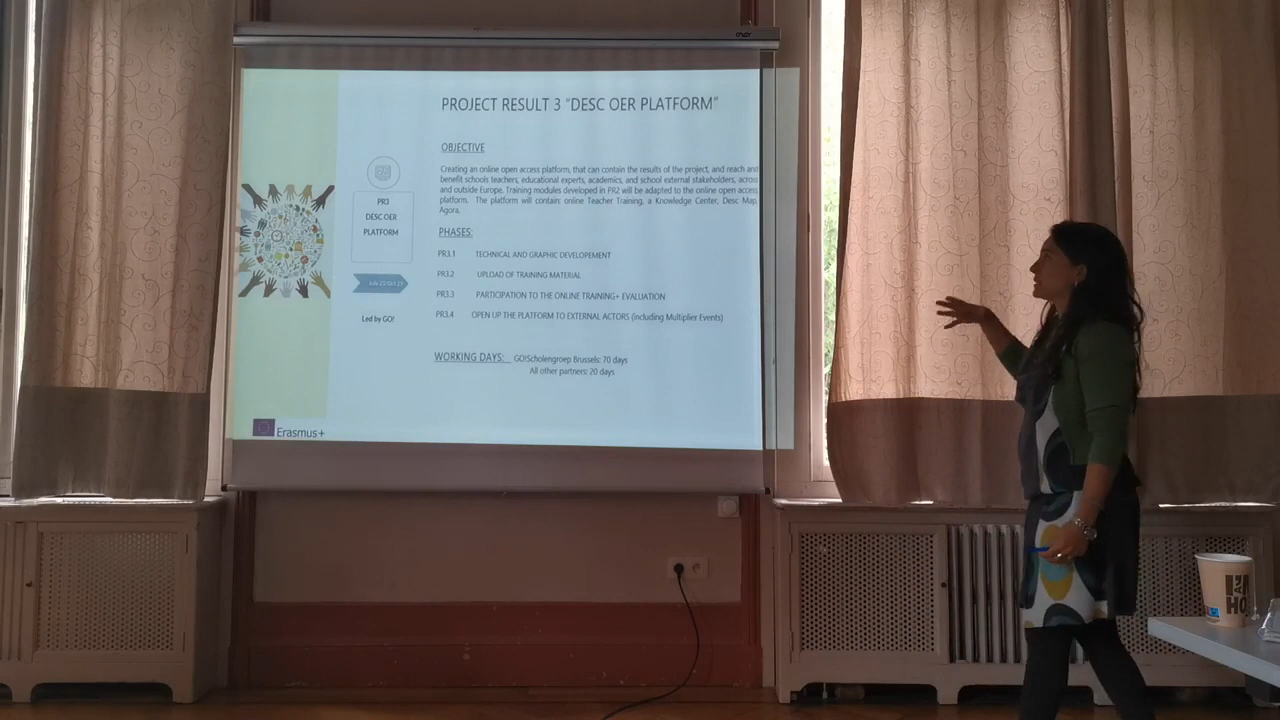 PROJECT RESULT 3 "DESC OER PLATFORM"
OBJECTIVE
Creating an online open access platform, that can contain the results of the project, and reach and
benefit schools teachers, educational experts, academics, and school external stakeholders, across
and outside Europe. Training modules developed in PR2 will be adapted to the online open access
platform. The platform will contain: online Teacher Training, a Knowledge Center, Desc Map,
Agora.
PR3
DESC OER
PLATFORM
Led by GO!
PHASES:
PR3.1 TECHNICAL AND GRAPHIC DEVELOPEMENT
PR3.2 UPLOAD OF TRAINING MATERIAL
PR3.3 PARTICIPATION TO THE ONLINE TRAINING+ EVALUATION
PR3.4 OPEN UP THE PLATFORM TO EXTERNAL ACTORS (including Multiplier Events)
WORKING DAYS: GO!Scholengroep Brussels: 70 days
All other partners: 20 days
Erasmus+